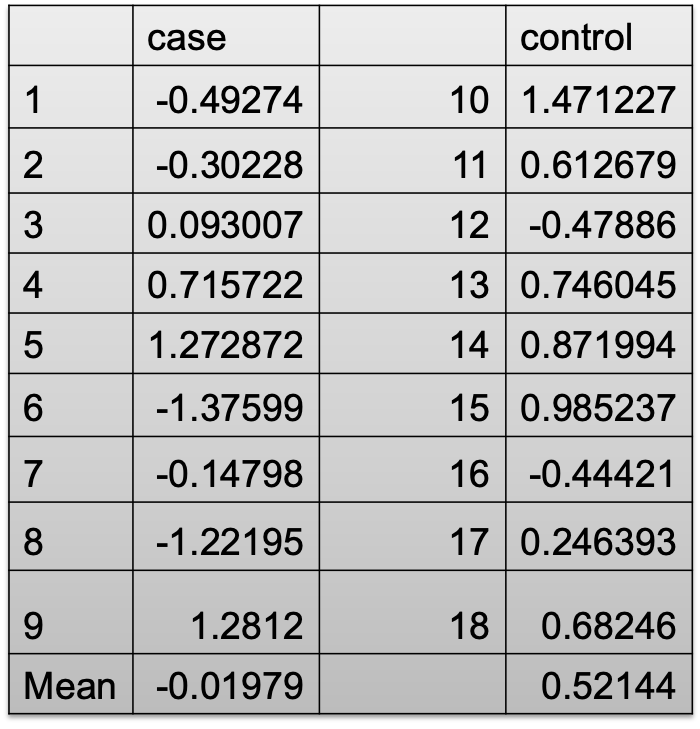 case control
1 -0.49274 10 1.471227
2 -0.30228 11 0.612679
3 0.093007 12 -0.47886
4 0.715722 13 0.746045
5 1.272872 14 0.871994
6 -1.37599 15 0.985237
7 -0.14798 16 -0.44421
8 -1.22195 17 0.246393
9 1.2812 18 0.68246
Mean -0.01979 0.52144